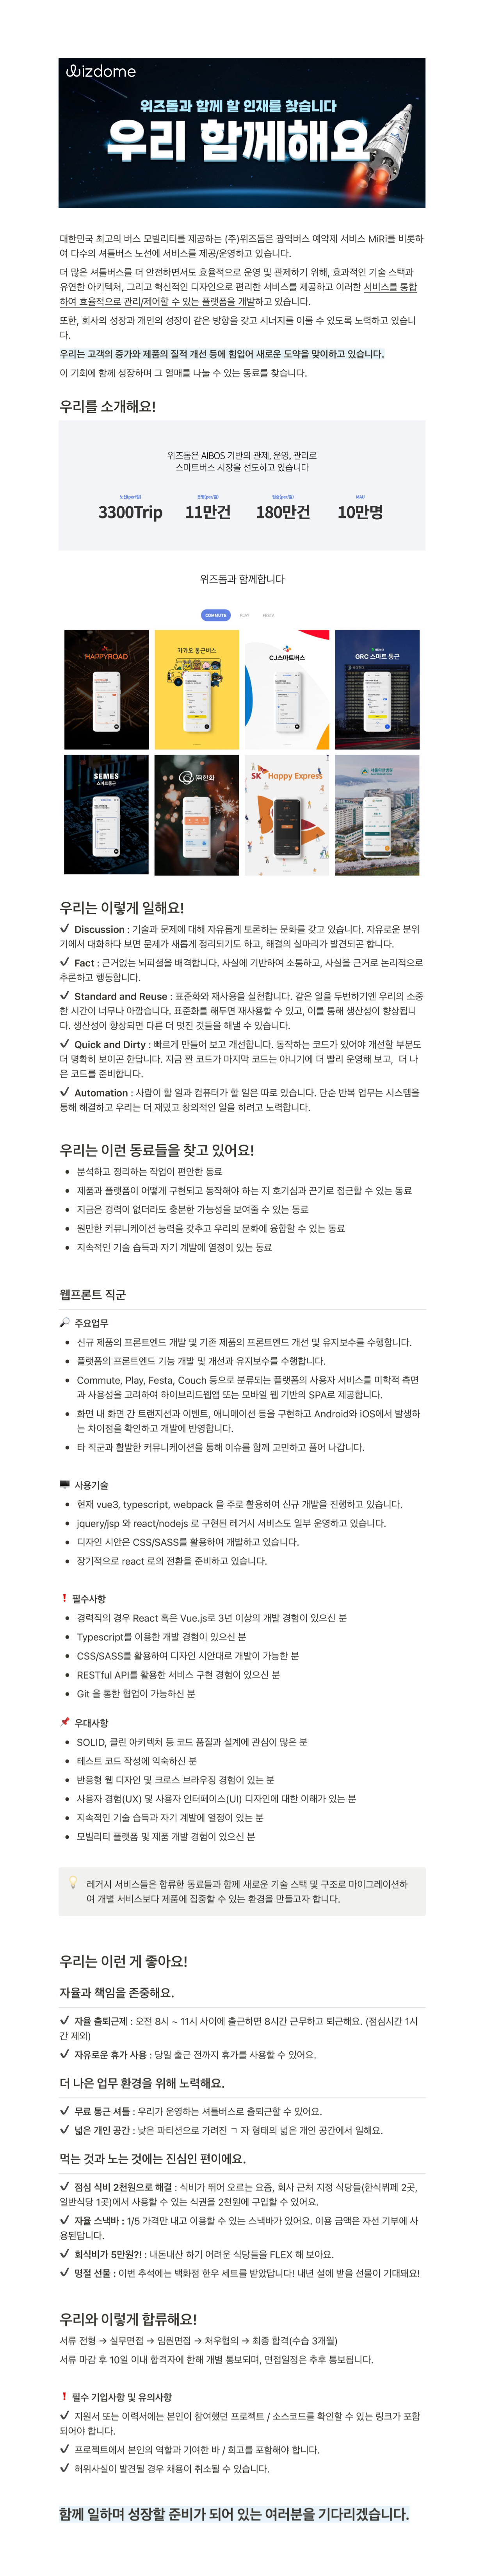 Wizdome
위즈돔과 함께 할 인재를 찾습니다
우리 함께해요
대한민국 최고의 버스 모빌리티를 제공하는 (주)위즈돔은 광역버스 예약제 서비스 MiRi를 비롯하
여 다수의 셔틀버스 노선에 서비스를 제공/운영하고 있습니다.
더 많은 셔틀버스를 더 안전하면서도 효율적으로 운영 및 관제하기 위해, 효과적인 기술 스택과
유연한 아키텍처, 그리고 혁신적인 디자인으로 편리한 서비스를 제공하고 이러한 서비스를 통합
하여 효율적으로 관리/제어할 수 있는 플랫폼을 개발하고 있습니다.
또한, 회사의 성장과 개인의 성장이 같은 방향을 갖고 시너지를 이룰 수 있도록 노력하고 있습니
다.
우리는 고객의 증가와 제품의 질적 개선 등에 힘입어 새로운 도약을 맞이하고 있습니다.
이 기회에 함께 성장하며 그 열매를 나눌 수 있는 동료를 찾습니다.
우리를 소개해요!
위즈돔은 AIBOS 기반의 관제, 운영, 관리로
스마트버스 시장을 선도하고 있습니다
노선(per/일) 운행(per/월) 탑승(per/월) MAU
3300Trip 11만건 180만건 10만명
위즈돔과 함께합니다
COMMUTE PLAY FESTA
HAPPYROAD 카카오 통근버스 CJ스마트버스 GRC 스마트 통근
SEMES
스마트통근
㈜한화
SK Happy Express
서울아산병원
우리는 이렇게 일해요!
✔ Discussion : 기술과 문제에 대해 자유롭게 토론하는 문화를 갖고 있습니다. 자유로운 분위
기에서 대화하다 보면 문제가 새롭게 정리되기도 하고, 해결의 실마리가 발견되곤 합니다.
✔ Fact : 근거없는 뇌피셜을 배격합니다. 사실에 기반하여 소통하고, 사실을 근거로 논리적으로
추론하고 행동합니다.
✔ Standard and Reuse : 표준화와 재사용을 실천합니다. 같은 일을 두번하기엔 우리의 소중
한 시간이 너무나 아깝습니다. 표준화를 해두면 재사용할 수 있고, 이를 통해 생산성이 향상됩니
다. 생산성이 향상되면 다른 더 멋진 것들을 해낼 수 있습니다.
✔ Quick and Dirty : 빠르게 만들어 보고 개선합니다. 동작하는 코드가 있어야 개선할 부분도
더 명확히 보이곤 한답니다. 지금 짠 코드가 마지막 코드는 아니기에 더 빨리 운영해 보고, 더 나
은 코드를 준비합니다.
✔ Automation : 사람이 할 일과 컴퓨터가 할 일은 따로 있습니다. 단순 반복 업무는 시스템을
통해 해결하고 우리는 더 재밌고 창의적인 일을 하려고 노력합니다.
우리는 이런 동료들을 찾고 있어요!
• 분석하고 정리하는 작업이 편안한 동료
• 제품과 플랫폼이 어떻게 구현되고 동작해야 하는 지 호기심과 끈기로 접근할 수 있는 동료
• 지금은 경력이 없더라도 충분한 가능성을 보여줄 수 있는 동료
• 원만한 커뮤니케이션 능력을 갖추고 우리의 문화에 융합할 수 있는 동료
• 지속적인 기술 습득과 자기 계발에 열정이 있는 동료
웹프론트 직군
🔎 주요업무
• 신규 제품의 프론트엔드 개발 및 기존 제품의 프론트엔드 개선 및 유지보수를 수행합니다.
• 플랫폼의 프론트엔드 기능 개발 및 개선과 유지보수를 수행합니다.
• Commute, Play, Festa, Couch 등으로 분류되는 플랫폼의 사용자 서비스를 미학적 측면
과 사용성을 고려하여 하이브리드웹앱 또는 모바일 웹 기반의 SPA로 제공합니다.
• 화면 내 화면 간 트랜지션과 이벤트, 애니메이션 등을 구현하고 Android와 iOS에서 발생하
는 차이점을 확인하고 개발에 반영합니다.
• 타 직군과 활발한 커뮤니케이션을 통해 이슈를 함께 고민하고 풀어 나갑니다.
🖥 사용기술
• 현재 vue3, typescript, webpack 을 주로 활용하여 신규 개발을 진행하고 있습니다.
• jquery/jsp 와 react/nodejs 로 구현된 레거시 서비스도 일부 운영하고 있습니다.
• 디자인 시안은 CSS/SASS를 활용하여 개발하고 있습니다.
• 장기적으로 react 로의 전환을 준비하고 있습니다.
❗ 필수사항
• 경력직의 경우 React 혹은 Vue.js로 3년 이상의 개발 경험이 있으신 분
• Typescript를 이용한 개발 경험이 있으신 분
• CSS/SASS를 활용하여 디자인 시안대로 개발이 가능한 분
• RESTful API를 활용한 서비스 구현 경험이 있으신 분
• Git 을 통한 협업이 가능하신 분
📌 우대사항
• SOLID, 클린 아키텍처 등 코드 품질과 설계에 관심이 많은 분
• 테스트 코드 작성에 익숙하신 분
• 반응형 웹 디자인 및 크로스 브라우징 경험이 있는 분
• 사용자 경험(UX) 및 사용자 인터페이스(UI) 디자인에 대한 이해가 있는 분
• 지속적인 기술 습득과 자기 계발에 열정이 있는 분
• 모빌리티 플랫폼 및 제품 개발 경험이 있으신 분
💡 레거시 서비스들은 합류한 동료들과 함께 새로운 기술 스택 및 구조로 마이그레이션하
여 개별 서비스보다 제품에 집중할 수 있는 환경을 만들고자 합니다.
우리는 이런 게 좋아요!
자율과 책임을 존중해요.
✔ 자율 출퇴근제 : 오전 8시 ~ 11시 사이에 출근하면 8시간 근무하고 퇴근해요. (점심시간 1시
간 제외)
✔ 자유로운 휴가 사용 : 당일 출근 전까지 휴가를 사용할 수 있어요.
더 나은 업무 환경을 위해 노력해요.
✔ 무료 통근 셔틀 : 우리가 운영하는 셔틀버스로 출퇴근할 수 있어요.
✔ 넓은 개인 공간 : 낮은 파티션으로 가려진 ㄱ 자 형태의 넓은 개인 공간에서 일해요.
먹는 것과 노는 것에는 진심인 편이에요.
✔ 점심 식비 2천원으로 해결 : 식비가 뛰어 오르는 요즘, 회사 근처 지정 식당들(한식뷔페 2곳,
일반식당 1곳)에서 사용할 수 있는 식권을 2천원에 구입할 수 있어요.
✔ 자율 스낵바 : 1/5 가격만 내고 이용할 수 있는 스낵바가 있어요. 이용 금액은 자선 기부에 사
용된답니다.
✔ 회식비가 5만원?! : 내돈내산 하기 어려운 식당들을 FLEX 해 보아요.
✔ 명절 선물 : 이번 추석에는 백화점 한우 세트를 받았답니다! 내년 설에 받을 선물이 기대돼요!
우리와 이렇게 합류해요!
서류 전형 → 실무면접 → 임원면접 → 처우협의 → 최종 합격(수습 3개월)
서류 마감 후 10일 이내 합격자에 한해 개별 통보되며, 면접일정은 추후 통보됩니다.
❗ 필수 기입사항 및 유의사항
✔ 지원서 또는 이력서에는 본인이 참여했던 프로젝트 / 소스코드를 확인할 수 있는 링크가 포함
되어야 합니다.
✔ 프로젝트에서 본인의 역할과 기여한 바 / 회고를 포함해야 합니다.
✔ 허위사실이 발견될 경우 채용이 취소될 수 있습니다.
함께 일하며 성장할 준비가 되어 있는 여러분을 기다리겠습니다.